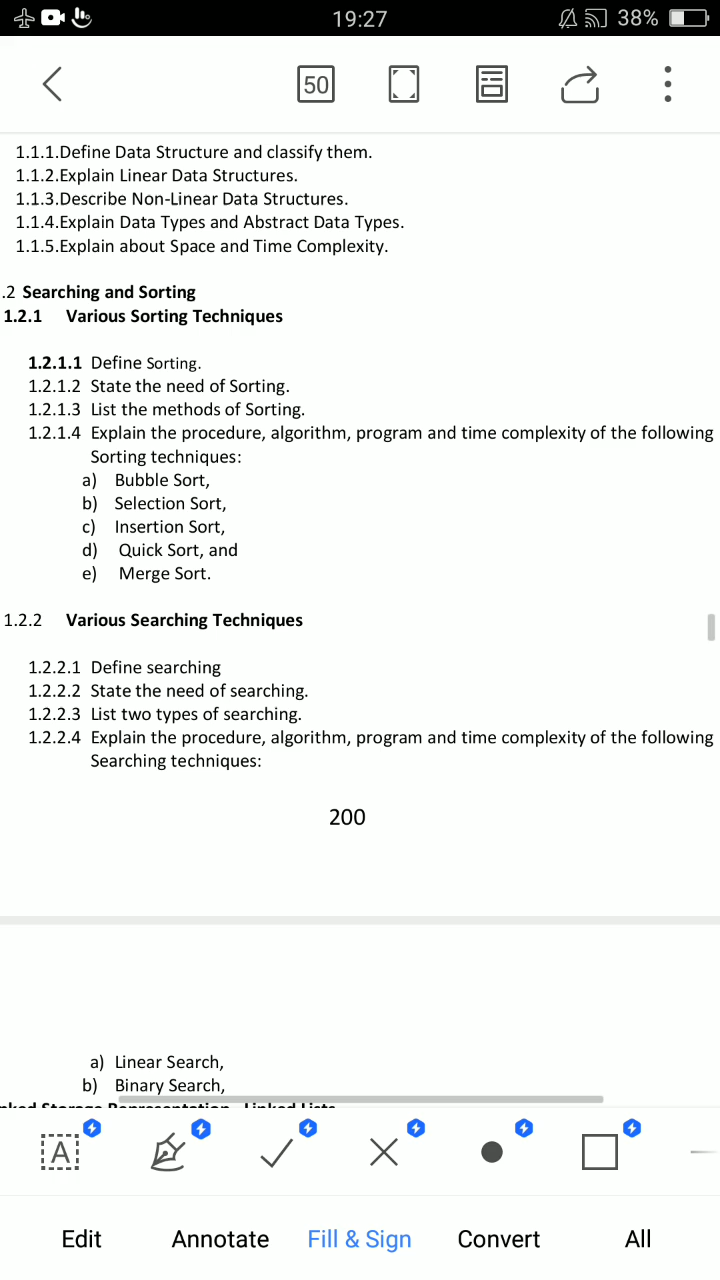 19:27
38%
50
1.1.1.Define Data Structure and classify them.
1.1.2.Explain Linear Data Structures.
1.1.3.Describe Non-Linear Data Structures.
1.1.4.Explain Data Types and Abstract Data Types.
1.1.5.Explain about Space and Time Complexity.
.2 Searching and Sorting
1.2.1 Various Sorting Techniques
1.2.1.1 Define Sorting.
1.2.1.2 State the need of Sorting.
1.2.1.3 List the methods of Sorting.
1.2.1.4 Explain the procedure, algorithm, program and time complexity of the following
Sorting techniques:
a) Bubble Sort,
b) Selection Sort,
c) Insertion Sort,
d) Quick Sort, and
e) Merge Sort.
1.2.2 Various Searching Techniques
1.2.2.1 Define searching
1.2.2.2 State the need of searching.
1.2.2.3 List two types of searching.
1.2.2.4 Explain the procedure, algorithm, program and time complexity of the following
Searching techniques:
200
a) Linear Search,
b) Binary Search,
A
Edit Annotate Fill & Sign Convert All